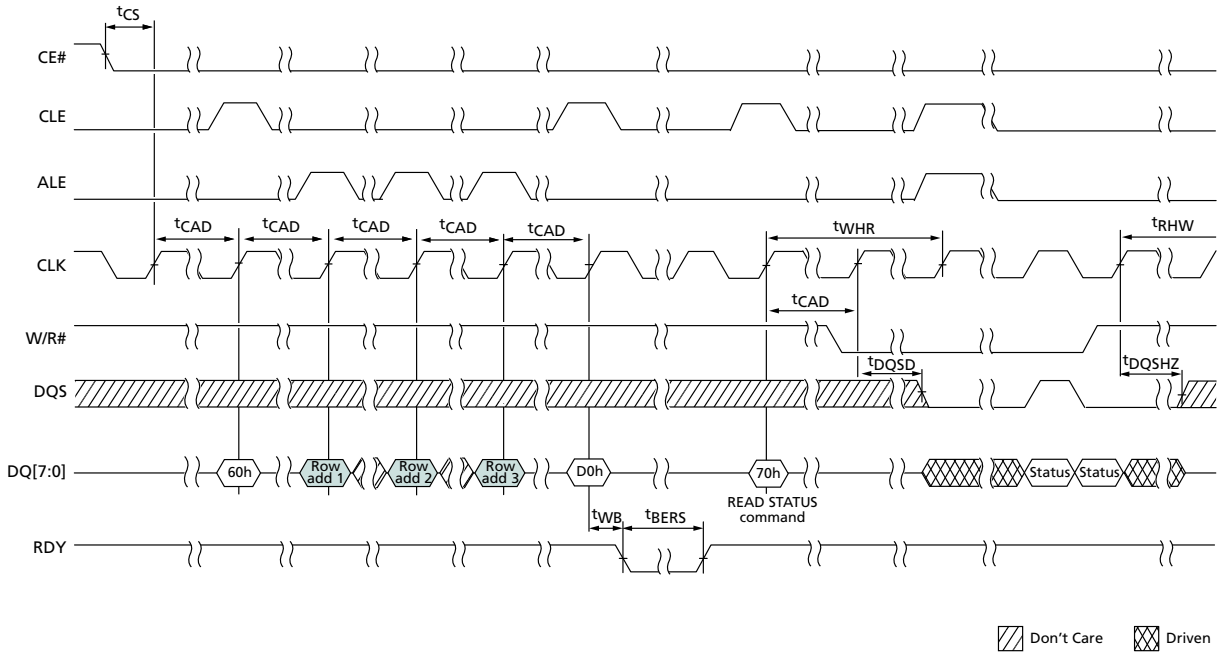 tCS
CE#
CLE
ALE
tCAD tCAD tCAD tCAD tCAD tWHR tRHW
CLK
tCAD
W/R#
tDQSD tDQSHZ
DQS
DQ[7:0] 60h Row add 1 Row add 2 Row add 3 D0h 70h Status Status
READ STATUS
command
tWB tBERS
RDY
Don't Care Driven